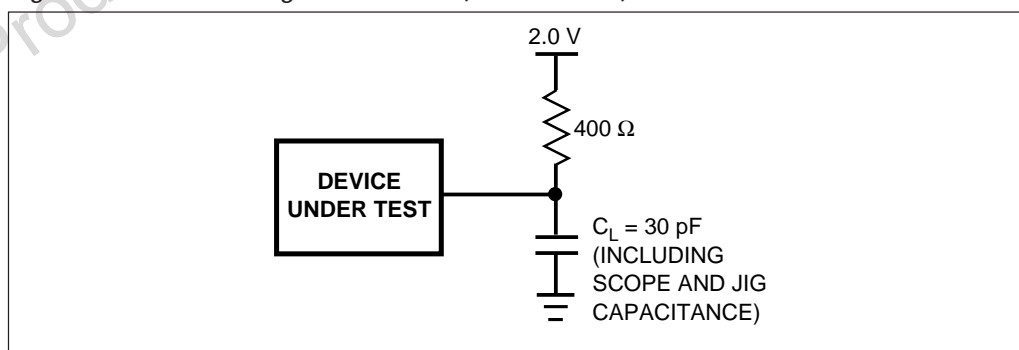 2.0 V
400 Ω
DEVICE
UNDER TEST
C_L = 30 pF
(INCLUDING
SCOPE AND JIG
CAPACITANCE)